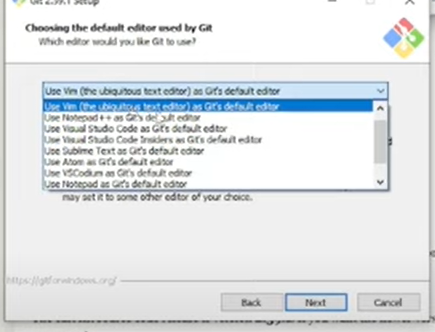 Git 2.39.1 Setup
Choosing the default editor used by Git
Which editor would you like Git to use?
Use Vim (the ubiquitous text editor) as Git's default editor
Use Vim (the ubiquitous text editor) as Git's default editor
Use Notepad++ as Git's default editor
Use Visual Studio Code as Git's default editor
Use Visual Studio Code Insiders as Git's default editor
Use Sublime Text as Git's default editor
Use Atom as Git's default editor
Use VSCodium as Git's default editor
Use Notepad as Git's default editor
may set it to some other editor of your choice.
https://gitforwindows.org/
Back
Next
Cancel